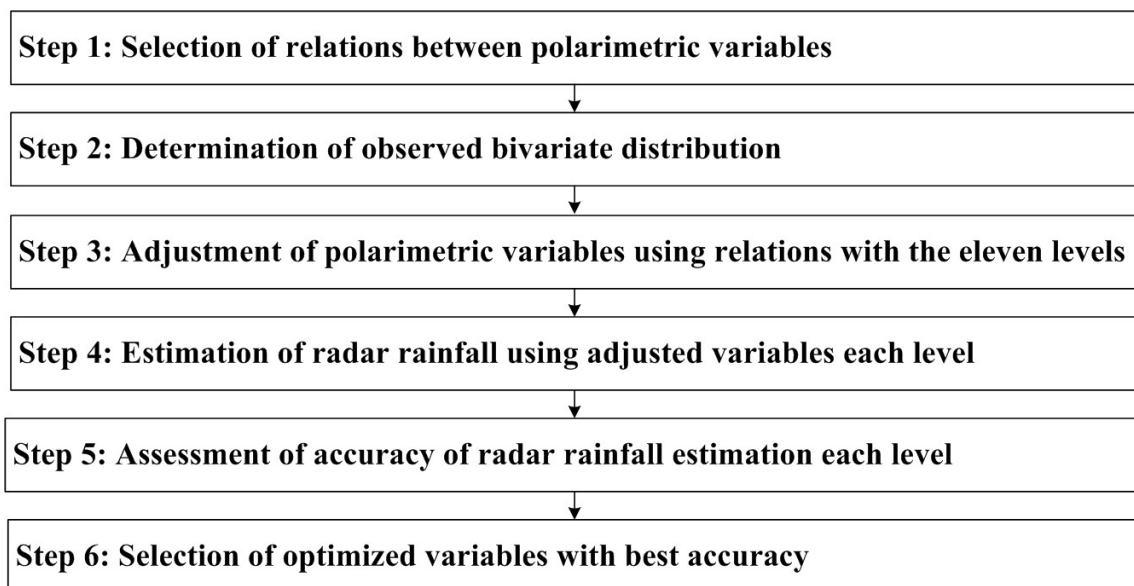 Step 1: Selection of relations between polarimetric variables
Step 2: Determination of observed bivariate distribution
Step 3: Adjustment of polarimetric variables using relations with the eleven levels
Step 4: Estimation of radar rainfall using adjusted variables each level
Step 5: Assessment of accuracy of radar rainfall estimation each level
Step 6: Selection of optimized variables with best accuracy